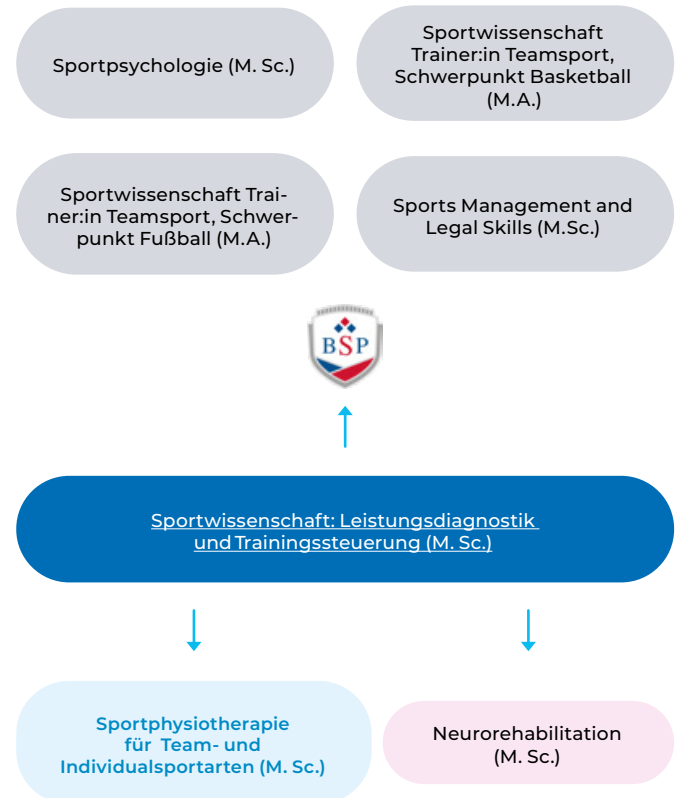 Sportpsychologie (M. Sc.)
Sportwissenschaft
Trainer:in Teamsport,
Schwerpunkt Basketball
(M.A.)
Sportwissenschaft Trai-
ner:in Teamsport, Schwer-
punkt Fußball (M.A.)
Sports Management and
Legal Skills (M.Sc.)
BSP
Sportwissenschaft: Leistungsdiagnostik
und Trainingssteuerung (M. Sc.)
Sportphysiotherapie
für Team- und
Individualsportarten (M. Sc.)
Neurorehabilitation
(M. Sc.)